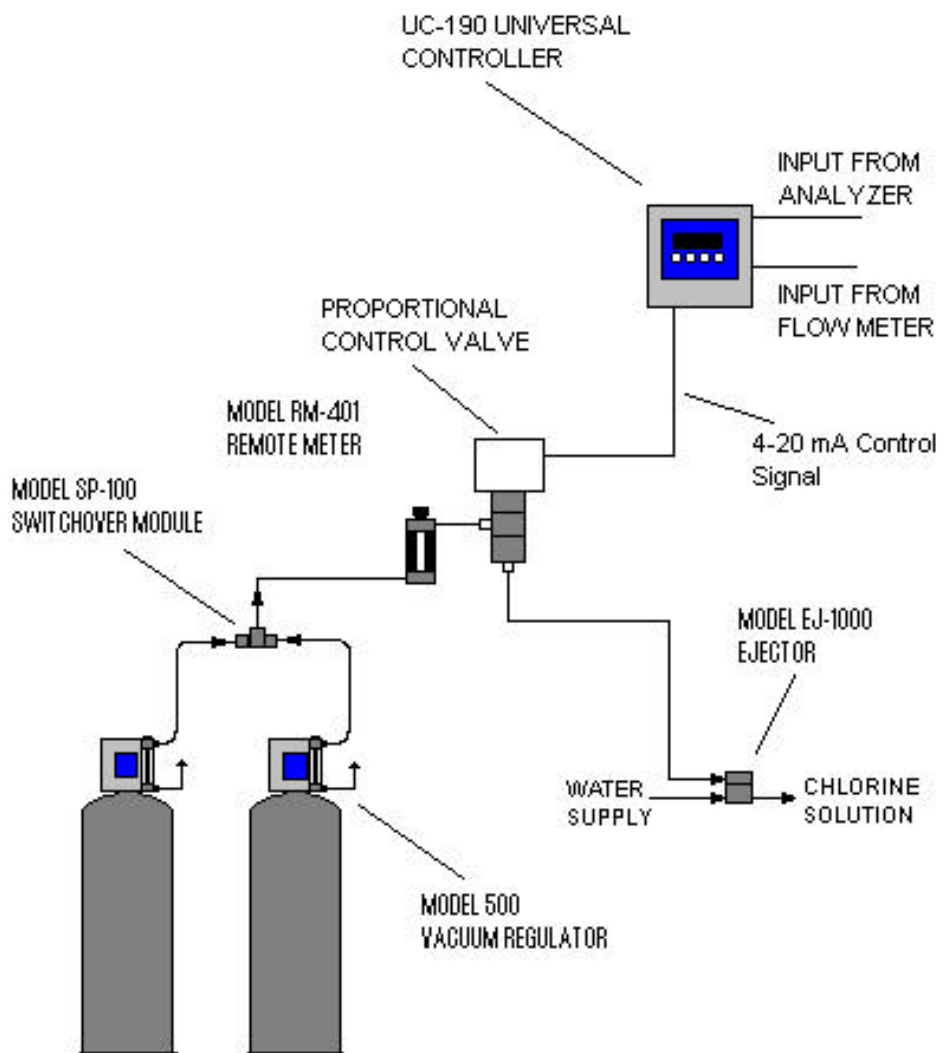 UC-190 UNIVERSAL
CONTROLLER
INPUT FROM
ANALYZER
INPUT FROM
FLOW METER
PROPORTIONAL
CONTROL VALVE
MODEL RM-401
REMOTE METER
4-20 mA Control
Signal
MODEL SP-100
SWITCHOVER MODULE
MODEL EJ-1000
EJECTOR
WATER
SUPPLY
CHLORINE
SOLUTION
MODEL 500
VACUUM REGULATOR